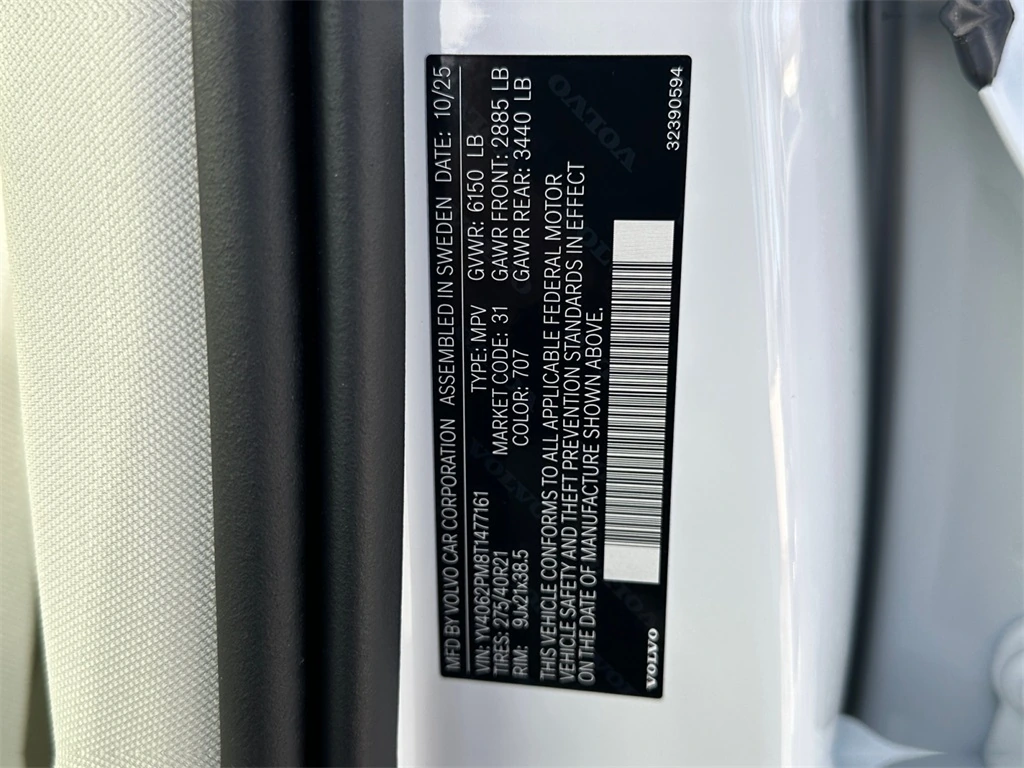 MFD BY VOLVO CAR CORPORATION ASSEMBLED IN SWEDEN DATE: 10/25
VIN: YV4062PM8T1477161 TYPE: MPV GVWR: 6150 LB
TIRES: 275/40R21 MARKET CODE: 31 GAWR FRONT: 2885 LB
RIM: 9Jx21x38.5 COLOR: 707 GAWR REAR: 3440 LB
THIS VEHICLE CONFORMS TO ALL APPLICABLE FEDERAL MOTOR
VEHICLE SAFETY AND THEFT PREVENTION STANDARDS IN EFFECT
ON THE DATE OF MANUFACTURE SHOWN ABOVE.
VOLVO 32390594
VOLVO
VOLVO
VOLVO